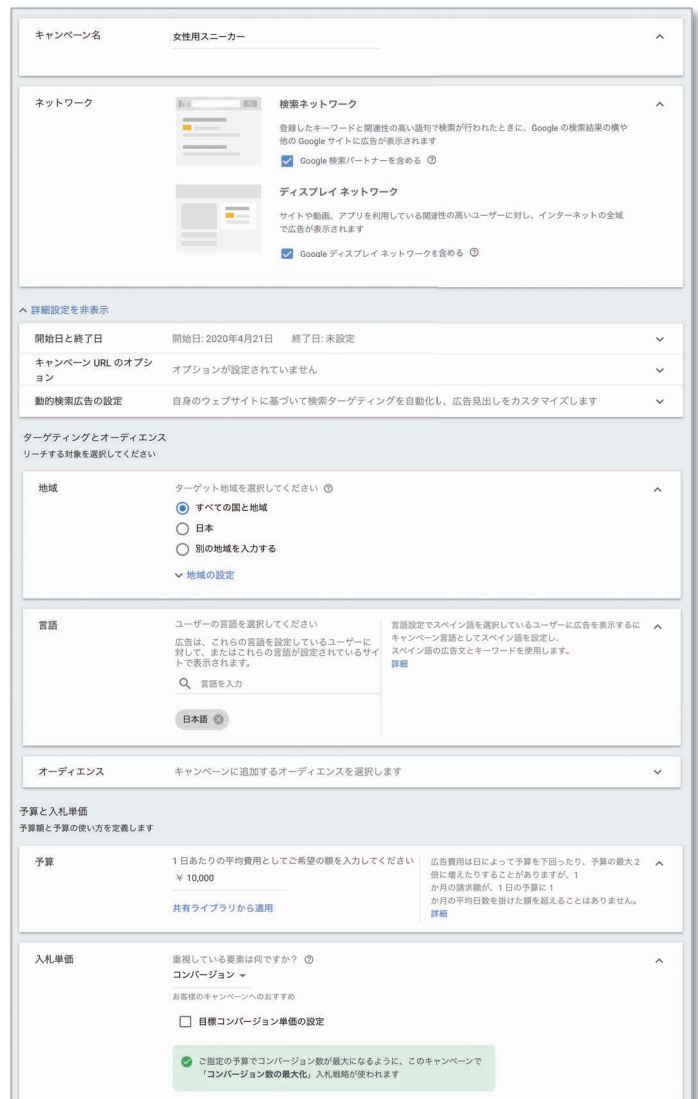 キャンペーン名
女性用スニーカー
ネットワーク
検索ネットワーク
登録したキーワードと関連性の高い語句で検索が行われたときに、Google の検索結果の横や
他の Google サイトに広告が表示されます
Google 検索パートナーを含める
ディスプレイ ネットワーク
サイトや動画、アプリを利用している関連性の高いユーザーに対し、インターネットの全域
で広告が表示されます
Google ディスプレイ ネットワークを含める
詳細設定を非表示
開始日と終了日
開始日: 2020年4月21日 終了日: 未設定
キャンペーン URL のオプシ
ョン
オプションが設定されていません
動的検索広告の設定
自身のウェブサイトに基づいて検索ターゲティングを自動化し、広告見出しをカスタマイズします
ターゲティングとオーディエンス
リーチする対象を選択してください
地域
ターゲット地域を選択してください
すべての国と地域
日本
別の地域を入力する
地域の設定
言語
ユーザーの言語を選択してください
広告は、これらの言語を設定しているユーザーに
対して、またはこれらの言語が設定されているサイ
トで表示されます。
言語を入力
日本語
言語設定でスペイン語を選択しているユーザーに広告を表示するに
キャンペーン言語としてスペイン語を設定し、
スペイン語の広告文とキーワードを使用します。
詳細
オーディエンス
キャンペーンに追加するオーディエンスを選択します
予算と入札単価
予算額と予算の使い方を定義します
予算
1 日あたりの平均費用としてご希望の額を入力してください
¥ 10,000
共有ライブラリから適用
広告費用は日によって予算を下回ったり、予算の最大 2
倍に増えたりすることがありますが、1
か月の請求額が、1 日の予算に 1
か月の平均日数を掛けた額を超えることはありません。
詳細
入札単価
重視している要素は何ですか？
コンバージョン
お客様のキャンペーンへのおすすめ
目標コンバージョン単価の設定
ご指定の予算でコンバージョン数が最大になるように、このキャンペーンで
「コンバージョン数の最大化」入札戦略が使われます